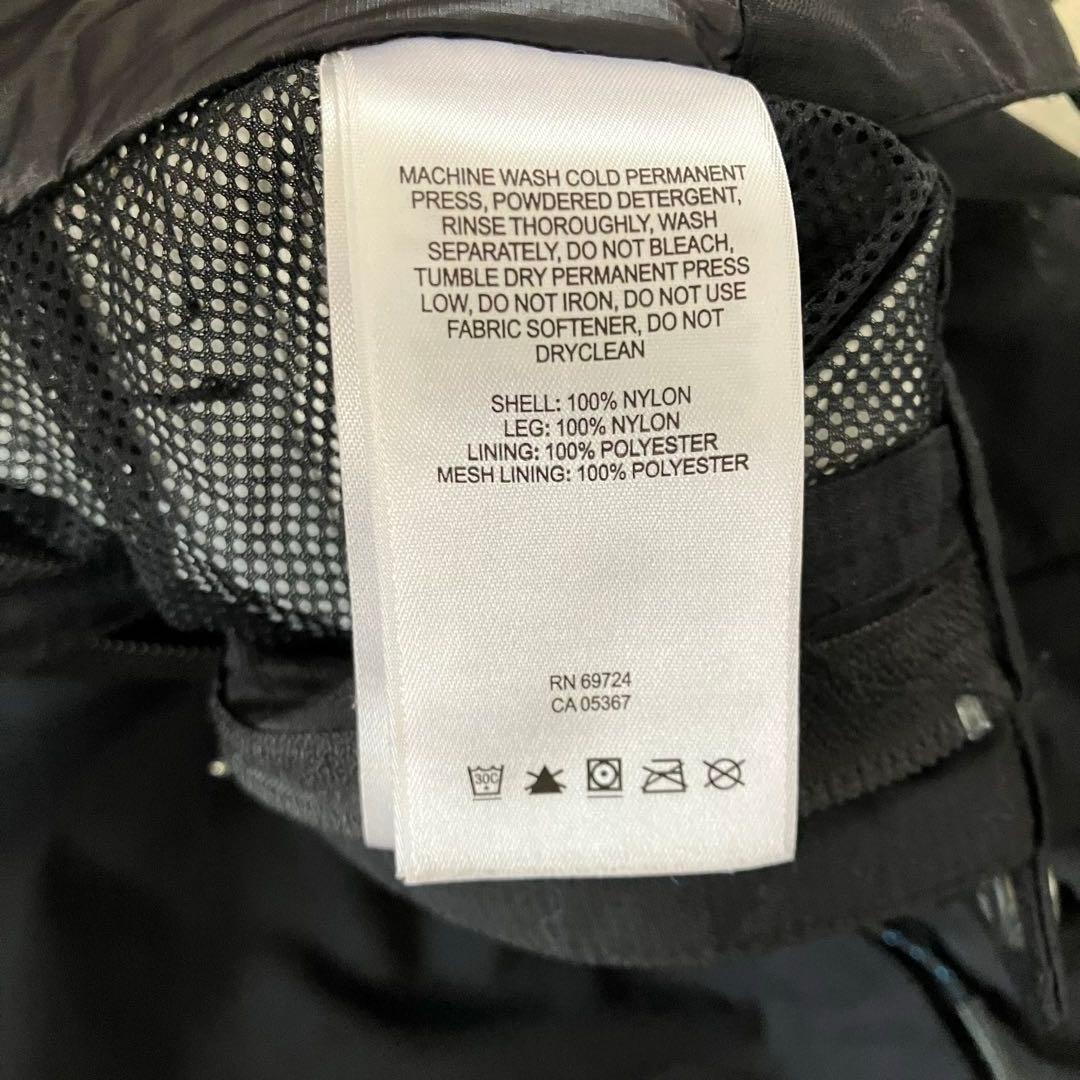 MACHINE WASH COLD PERMANENT
PRESS, POWDERED DETERGENT,
RINSE THOROUGHLY, WASH
SEPARATELY, DO NOT BLEACH,
TUMBLE DRY PERMANENT PRESS
LOW, DO NOT IRON, DO NOT USE
FABRIC SOFTENER, DO NOT
DRYCLEAN
SHELL: 100% NYLON
LEG: 100% NYLON
LINING: 100% POLYESTER
MESH LINING: 100% POLYESTER
RN 69724
CA 05367
30C